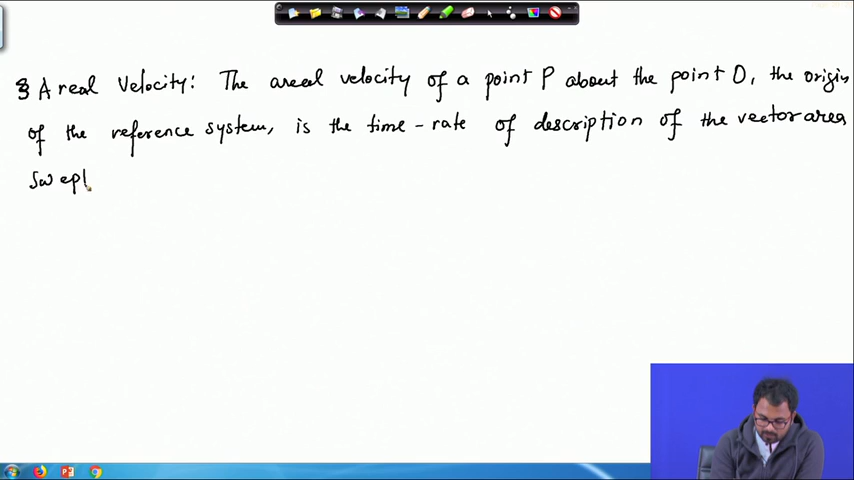 § Areal Velocity: The areal velocity of a point P about the point O, the origin
of the reference system, is the time-rate of description of the vector area
swept